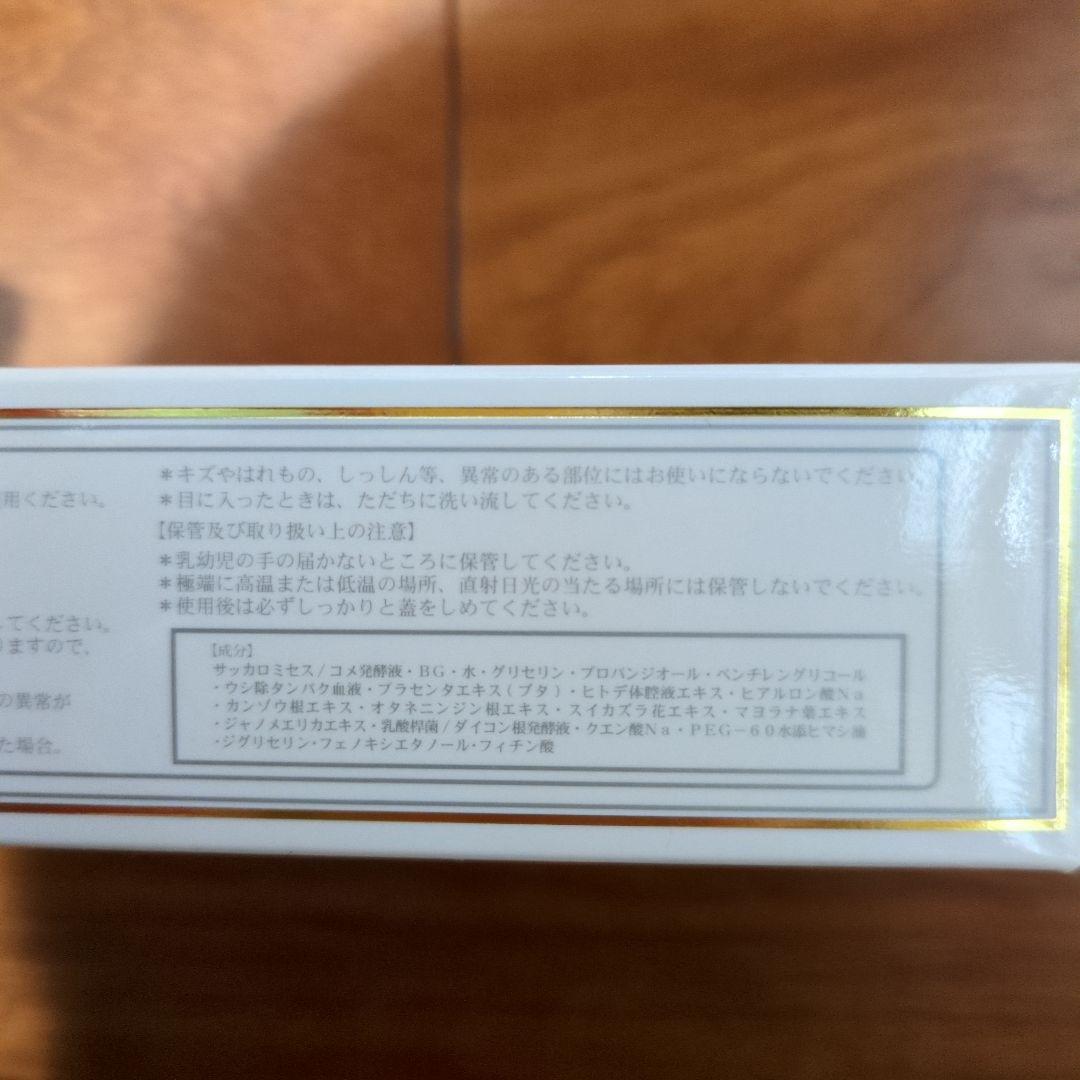 ＊キズやはれもの、しっしん等、異常のある部位にはお使いにならないでください
用ください。
＊目に入ったときは、ただちに洗い流してください。
【保管及び取り扱い上の注意】
＊乳幼児の手の届かないところに保管してください。
＊極端に高温または低温の場所、直射日光の当たる場所には保管しないでください。
＊使用後は必ずしっかりと蓋をしめてください。
してください。
りますので、
の異常が
た場合。
【成分】
サッカロミセス/コメ発酵液・BG・水・グリセリン・プロパンジオール・ペンチレングリコール
・ウシ除タンパク血液・プラセンタエキス(ブタ)・ヒトデ体腔液エキス・ヒアルロン酸Na
・カンゾウ根エキス・オタネニンジン根エキス・スイカズラ花エキス・マヨラナ葉エキス
・ジャノメエリカエキス・乳酸桿菌/ダイコン根発酵液・クエン酸Na・PEG－60水添ヒマシ油
・ジグリセリン・フェノキシエタノール・フィチン酸